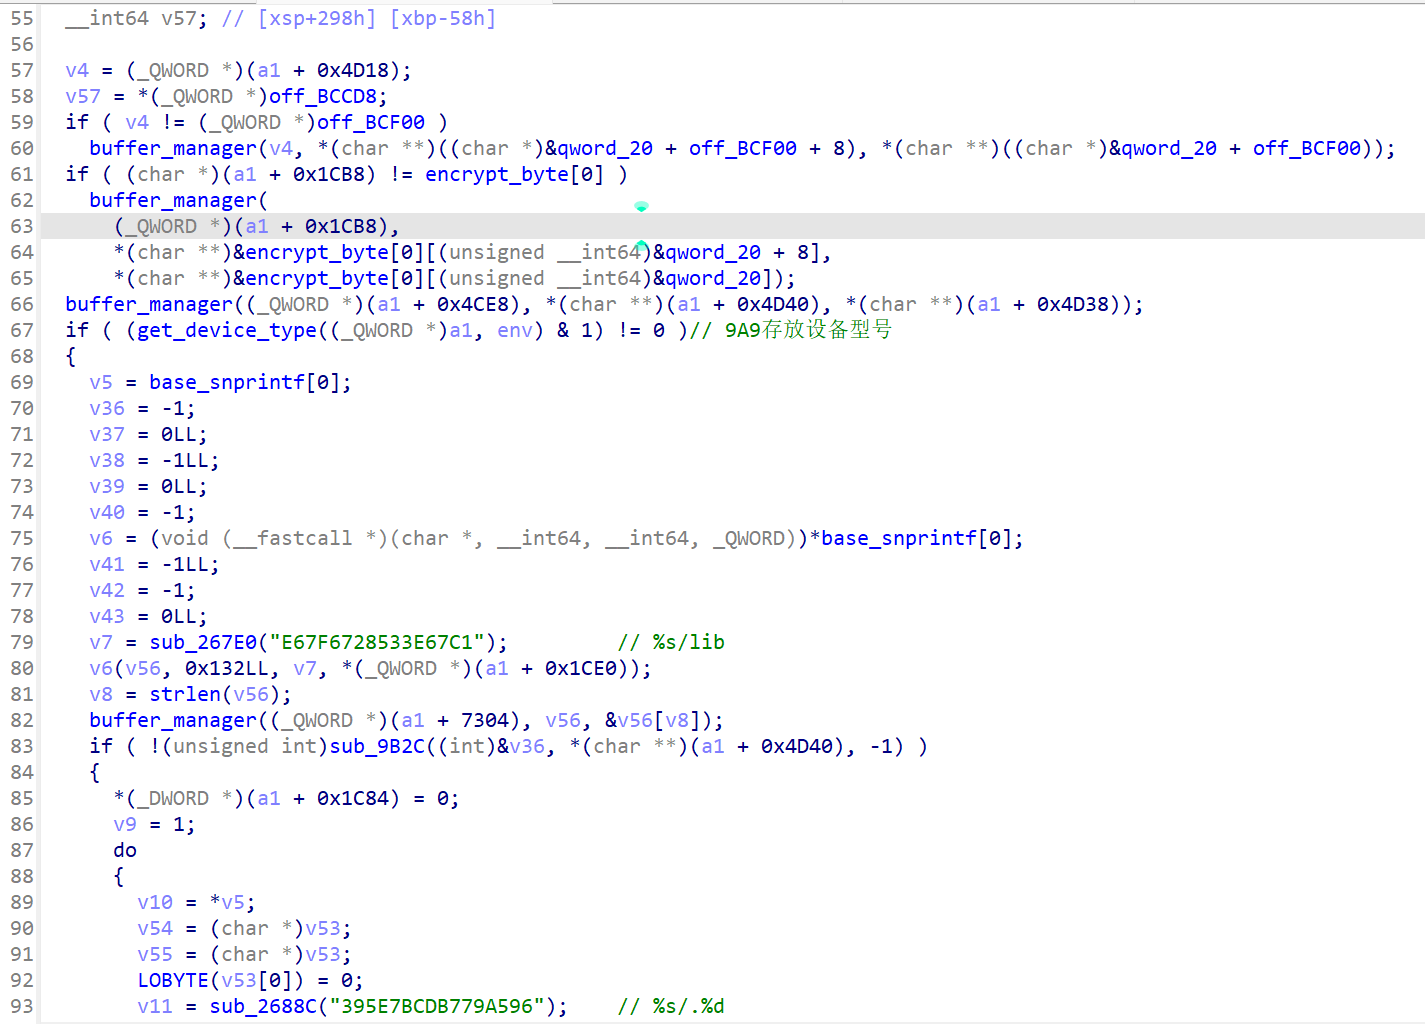 55 __int64 v57; // [xsp+298h] [xbp-58h]
56
57 v4 = (_QWORD *)(a1 + 0x4D18);
58 v57 = *(_QWORD *)off_BCCD8;
59 if ( v4 != (_QWORD *)off_BCF00 )
60 buffer_manager(v4, *(char **)((char *)&qword_20 + off_BCF00 + 8), *(char **)((char *)&qword_20 + off_BCF00));
61 if ( (char *)(a1 + 0x1CB8) != encrypt_byte[0] )
62 buffer_manager(
63 (_QWORD *)(a1 + 0x1CB8),
64 *(char **)&encrypt_byte[0][(unsigned __int64)&qword_20 + 8],
65 *(char **)&encrypt_byte[0][(unsigned __int64)&qword_20]);
66 buffer_manager((_QWORD *)(a1 + 0x4CE8), *(char **)(a1 + 0x4D40), *(char **)(a1 + 0x4D38));
67 if ( (get_device_type((_QWORD *)a1, env) & 1) != 0 )// 9A9存放设备型号
68 {
69 v5 = base_snprintf[0];
70 v36 = -1;
71 v37 = 0LL;
72 v38 = -1LL;
73 v39 = 0LL;
74 v40 = -1;
75 v6 = (void (__fastcall *)(char *, __int64, __int64, _QWORD))*base_snprintf[0];
76 v41 = -1LL;
77 v42 = -1;
78 v43 = 0LL;
79 v7 = sub_267E0("E67F6728533E67C1"); // %s/lib
80 v6(v56, 0x132LL, v7, *(_QWORD *)(a1 + 0x1CE0));
81 v8 = strlen(v56);
82 buffer_manager((_QWORD *)(a1 + 7304), v56, &v56[v8]);
83 if ( !(unsigned int)sub_9B2C((int)&v36, *(char **)(a1 + 0x4D40), -1) )
84 {
85 *(_DWORD *)(a1 + 0x1C84) = 0;
86 v9 = 1;
87 do
88 {
89 v10 = *v5;
90 v54 = (char *)v53;
91 v55 = (char *)v53;
92 LOBYTE(v53[0]) = 0;
93 v11 = sub_2688C("395E7BCDB779A596"); // %s/.%d